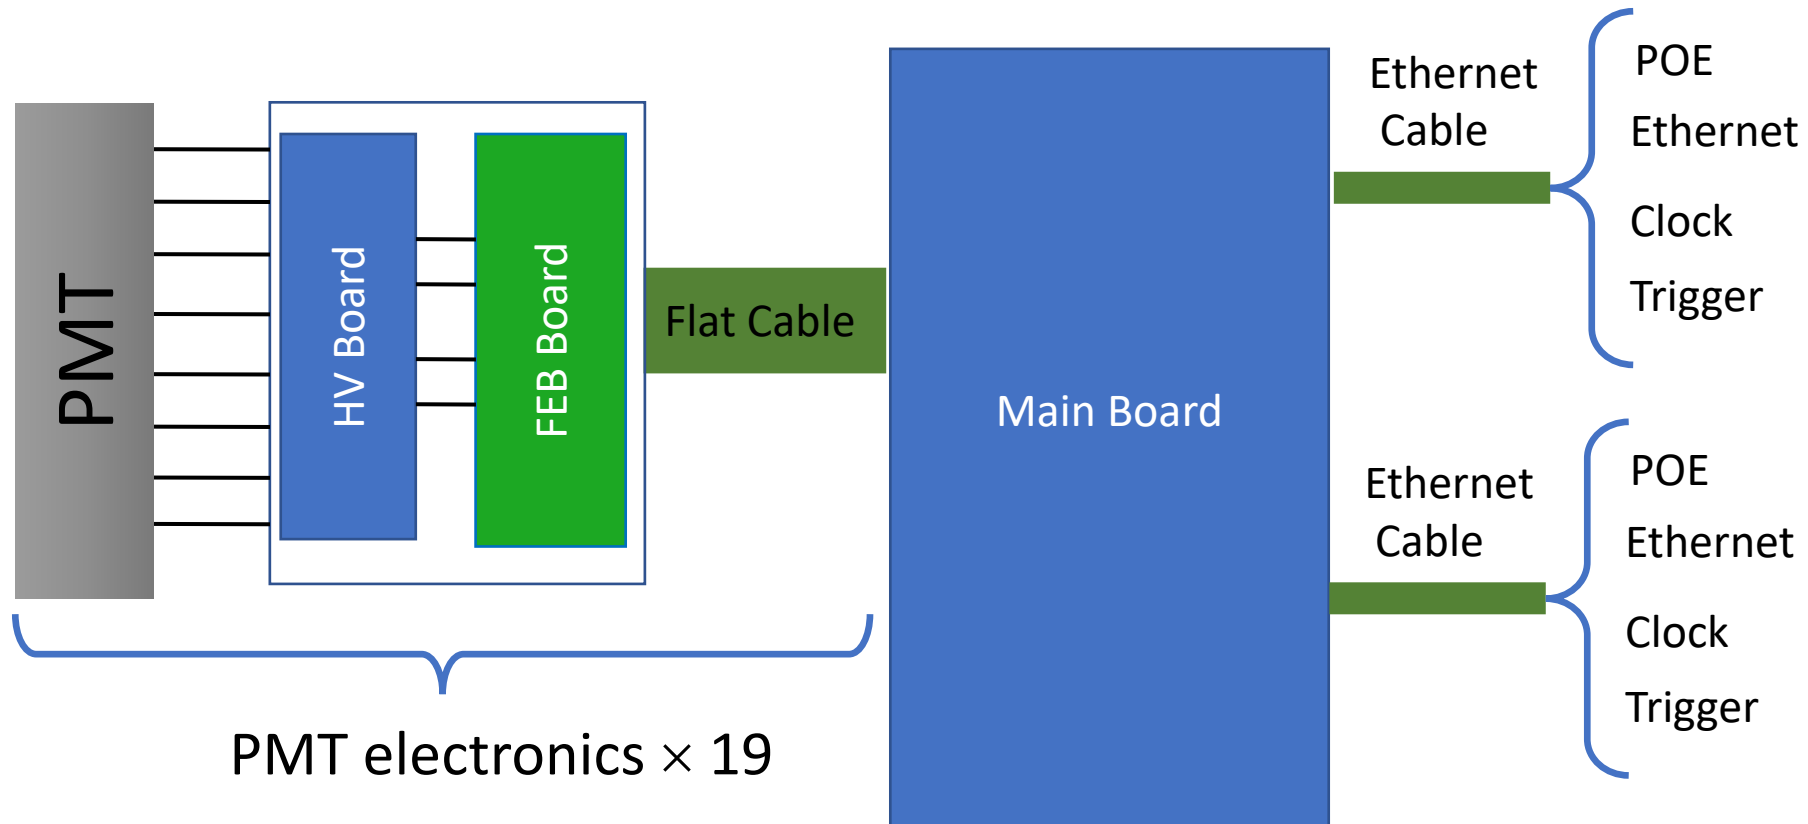 PMT
HV Board
FEB Board
Flat Cable
PMT electronics × 19
Main Board
Ethernet
Cable
POE
Ethernet
Clock
Trigger
Ethernet
Cable
POE
Ethernet
Clock
Trigger